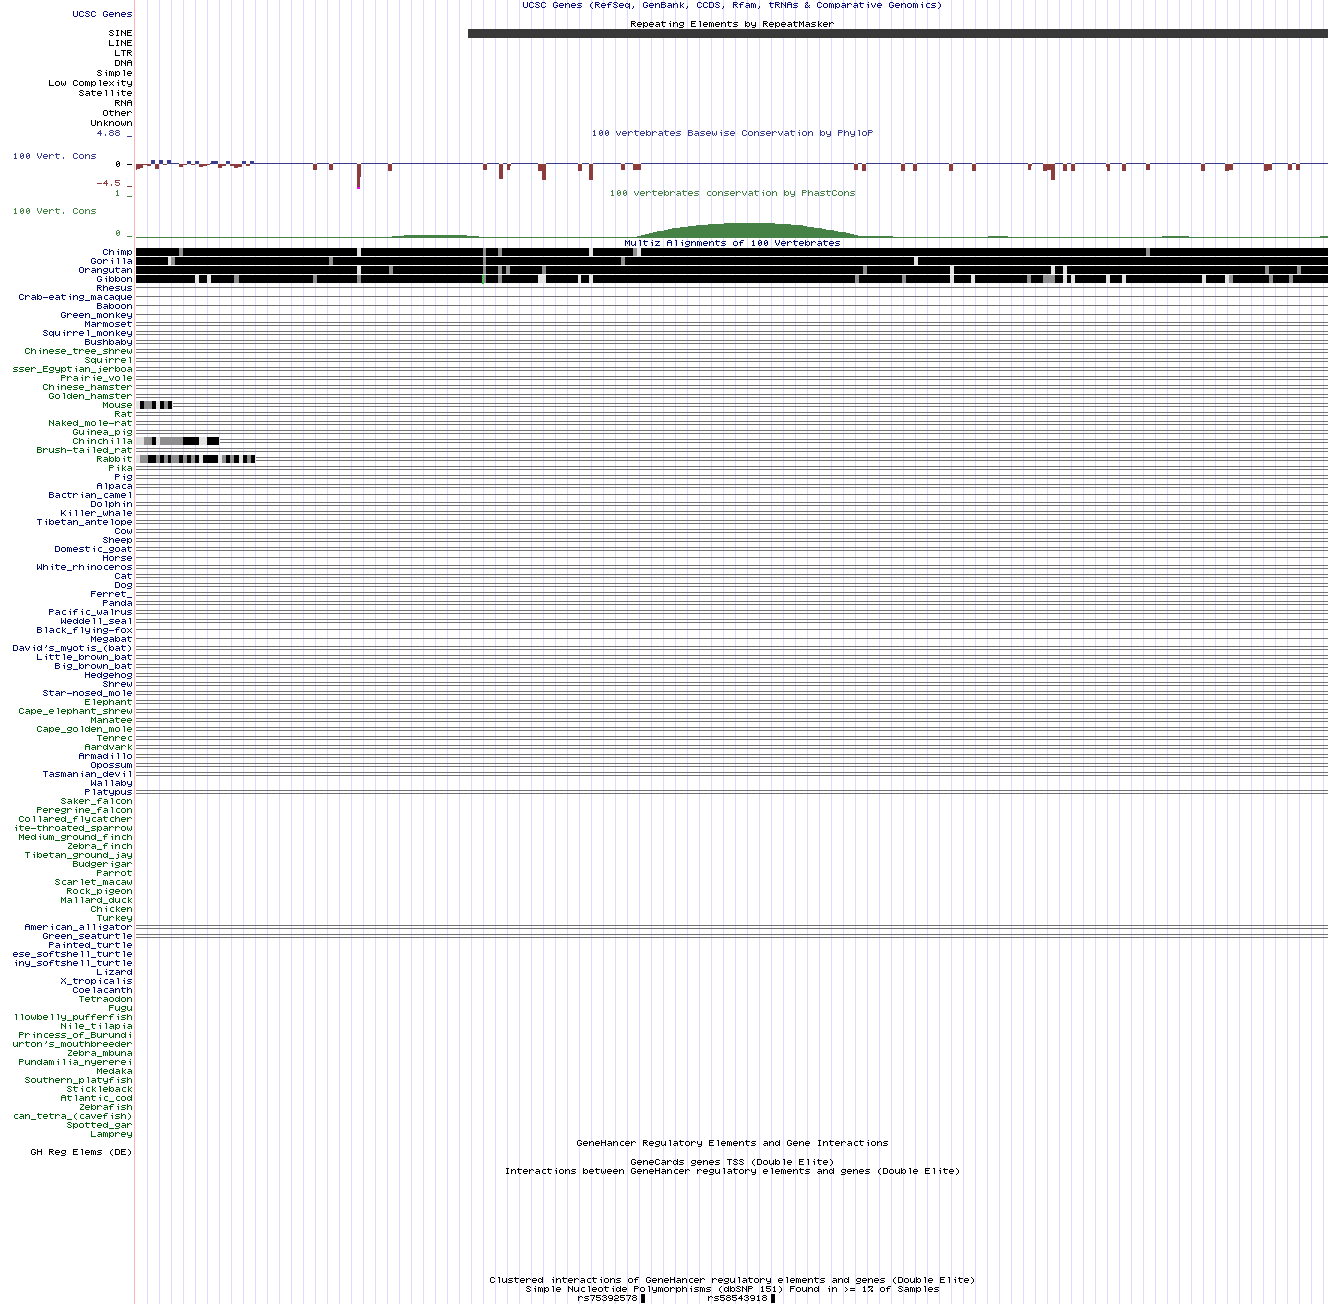 UCSC Genes (RefSeq, GenBank, CCDS, Rfam, tRNAs & Comparative Genomics)
UCSC Genes
Repeating Elements by RepeatMasker
SINE
LINE
LTR
DNA
Simple
Low Complexity
Satellite
RNA
Other
Unknown
4.88 _ 100 vertebrates Basewise Conservation by PhyloP
100 Vert. Cons
0 _
-4.5 _
1 _ 100 vertebrates conservation by PhastCons
100 Vert. Cons
0 _
Multiz Alignments of 100 Vertebrates
Chimp
Gorilla
Orangutan
Gibbon
Rhesus
Crab-eating_macaque
Baboon
Green_monkey
Marmoset
Squirrel_monkey
Bushbaby
Chinese_tree_shrew
Squirrel
sser_Egyptian_jerboa
Prairie_vole
Chinese_hamster
Golden_hamster
Mouse
Rat
Naked_mole-rat
Guinea_pig
Chinchilla
Brush-tailed_rat
Rabbit
Pika
Pig
Alpaca
Bactrian_camel
Dolphin
Killer_whale
Tibetan_antelope
Cow
Sheep
Domestic_goat
Horse
White_rhinoceros
Cat
Dog
Ferret_
Panda
Pacific_walrus
Weddell_seal
Black_flying-fox
Megabat
David's_myotis_(bat)
Little_brown_bat
Big_brown_bat
Hedgehog
Shrew
Star-nosed_mole
Elephant
Cape_elephant_shrew
Manatee
Cape_golden_mole
Tenrec
Aardvark
Armadillo
Opossum
Tasmanian_devil
Wallaby
Platypus
Saker_falcon
Peregrine_falcon
Collared_flycatcher
ite-throated_sparrow
Medium_ground_finch
Zebra_finch
Tibetan_ground_jay
Budgerigar
Parrot
Scarlet_macaw
Rock_pigeon
Mallard_duck
Chicken
Turkey
American_alligator
Green_seaturtle
Painted_turtle
ese_softshell_turtle
iny_softshell_turtle
Lizard
X_tropicalis
Coelacanth
Tetraodon
Fugu
llowbelly_pufferfish
Nile_tilapia
Princess_of_Burundi
urton's_mouthbreeder
Zebra_mbuna
Pundamilia_nyererei
Medaka
Southern_platyfish
Stickleback
Atlantic_cod
Zebrafish
can_tetra_(cavefish)
Spotted_gar
Lamprey
GeneHancer Regulatory Elements and Gene Interactions
GH Reg Elems (DE)
GeneCards genes TSS (Double Elite)
Interactions between GeneHancer regulatory elements and genes (Double Elite)
Clustered interactions of GeneHancer regulatory elements and genes (Double Elite)
Simple Nucleotide Polymorphisms (dbSNP 151) Found in >= 1% of Samples
rs75392578 rs58543918